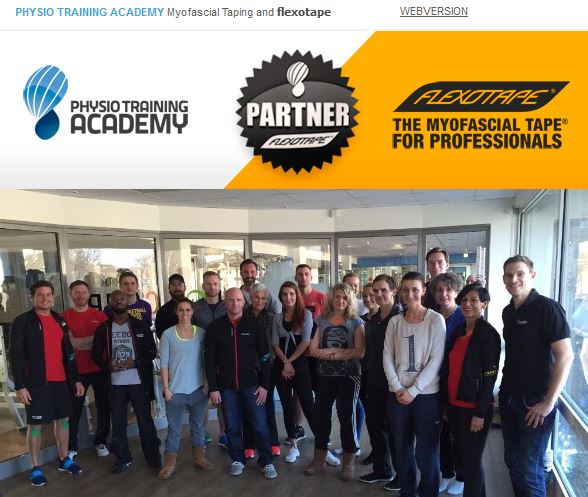 PHYSIO TRAINING ACADEMY Myofascial Taping and flexotape
WEBVERSION
PHYSIO TRAINING
ACADEMY
PARTNER
FLEXOTAPE®
FLEXOTAPE®
THE MYOFASCIAL TAPE®
FOR PROFESSIONALS
1